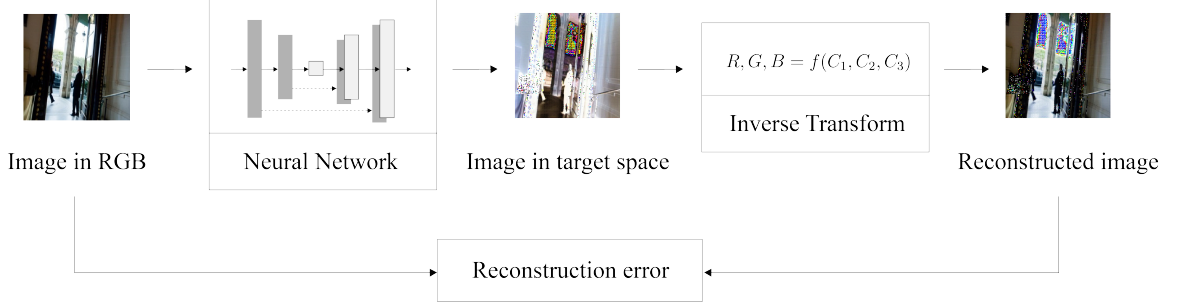 R, G, B = f(C₁, C₂, C₃)
Inverse Transform
Image in RGB
Neural Network
Image in target space
Reconstructed image
Reconstruction error